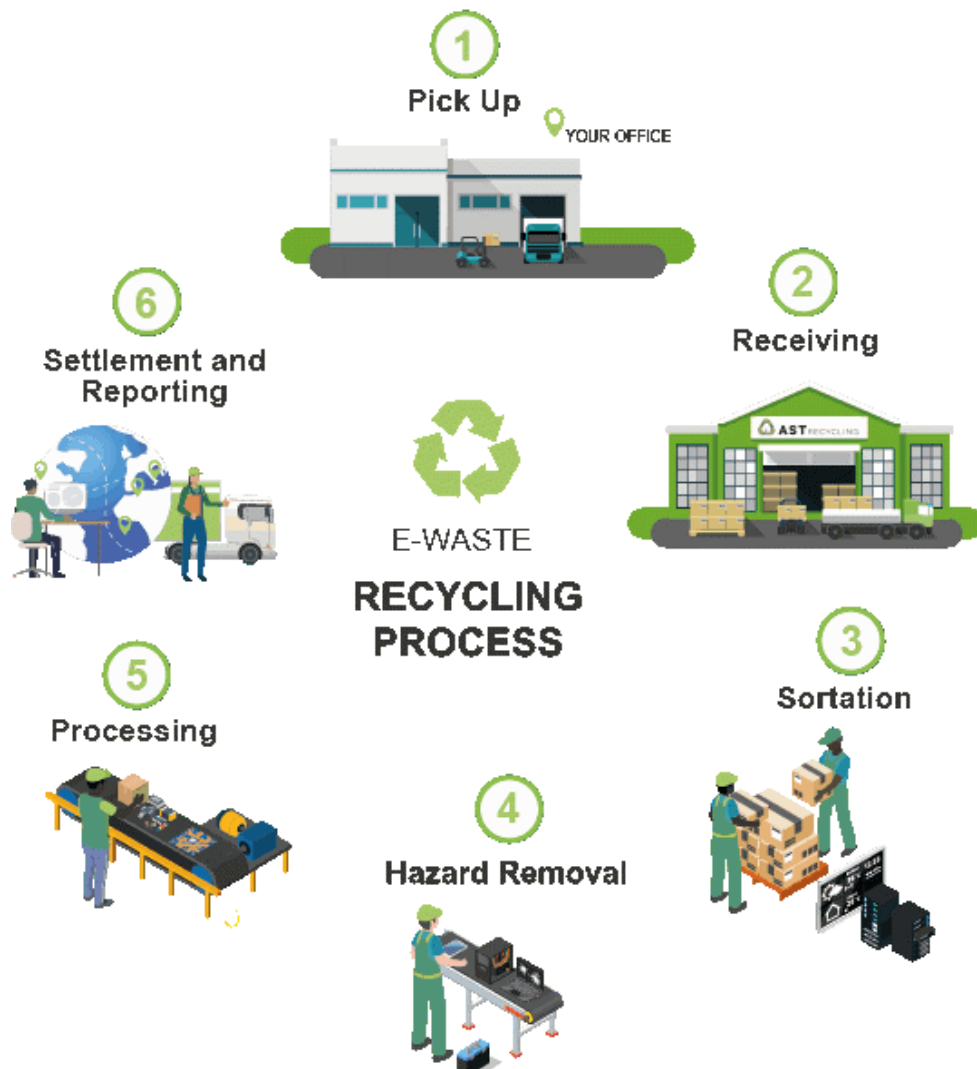 1
Pick Up
YOUR OFFICE
2
Receiving
AST RECYCLING
3
Sortation
4
Hazard Removal
5
Processing
6
Settlement and
Reporting
E-WASTE
RECYCLING
PROCESS